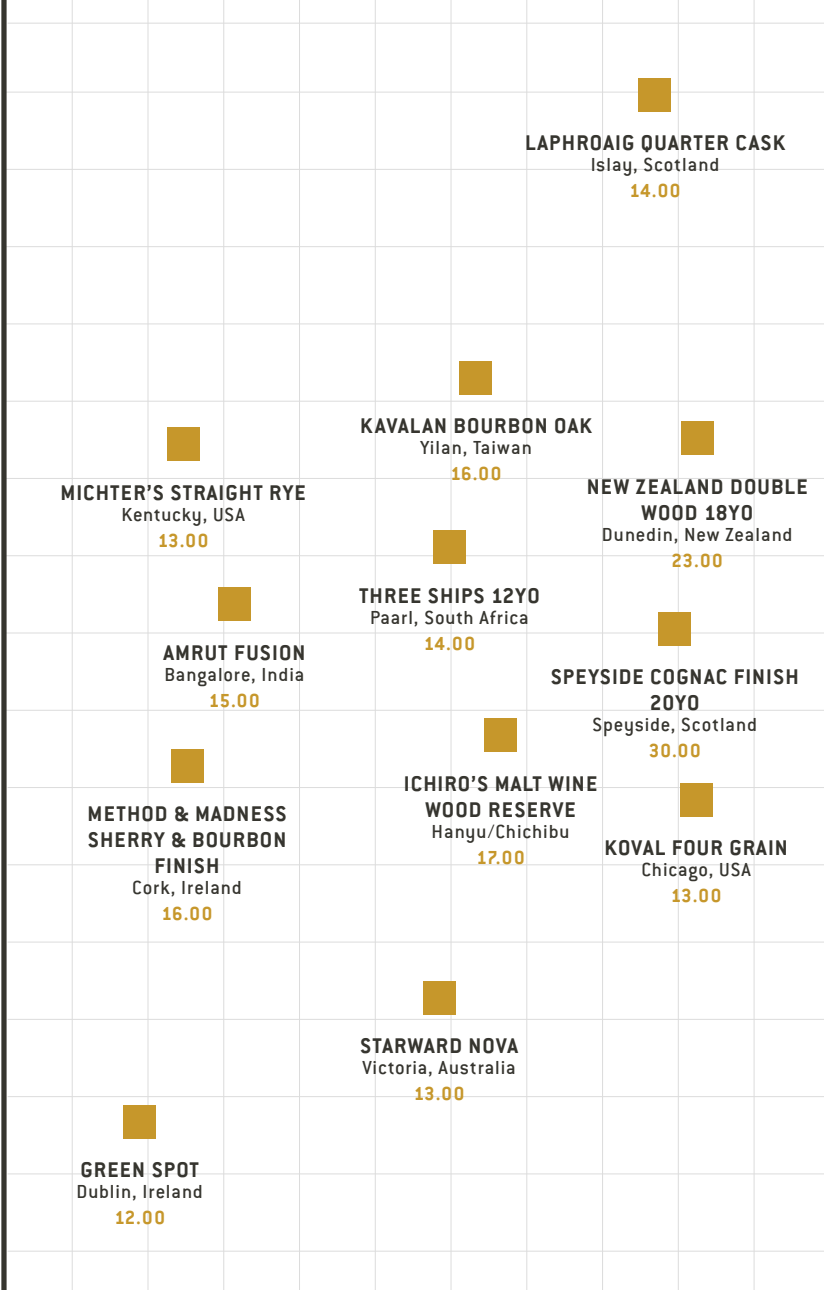 LAPHROAIG QUARTER CASK
Islay, Scotland
14.00
KAVALAN BOURBON OAK
Yilan, Taiwan
16.00
MICHTER'S STRAIGHT RYE
Kentucky, USA
13.00
NEW ZEALAND DOUBLE
WOOD 18YO
Dunedin, New Zealand
23.00
THREE SHIPS 12YO
Paarl, South Africa
14.00
AMRUT FUSION
Bangalore, India
15.00
SPEYSIDE COGNAC FINISH
20YO
Speyside, Scotland
30.00
ICHIRO'S MALT WINE
WOOD RESERVE
Hanyu/Chichibu
17.00
METHOD & MADNESS
SHERRY & BOURBON
FINISH
Cork, Ireland
16.00
KOVAL FOUR GRAIN
Chicago, USA
13.00
STARWARD NOVA
Victoria, Australia
13.00
GREEN SPOT
Dublin, Ireland
12.00